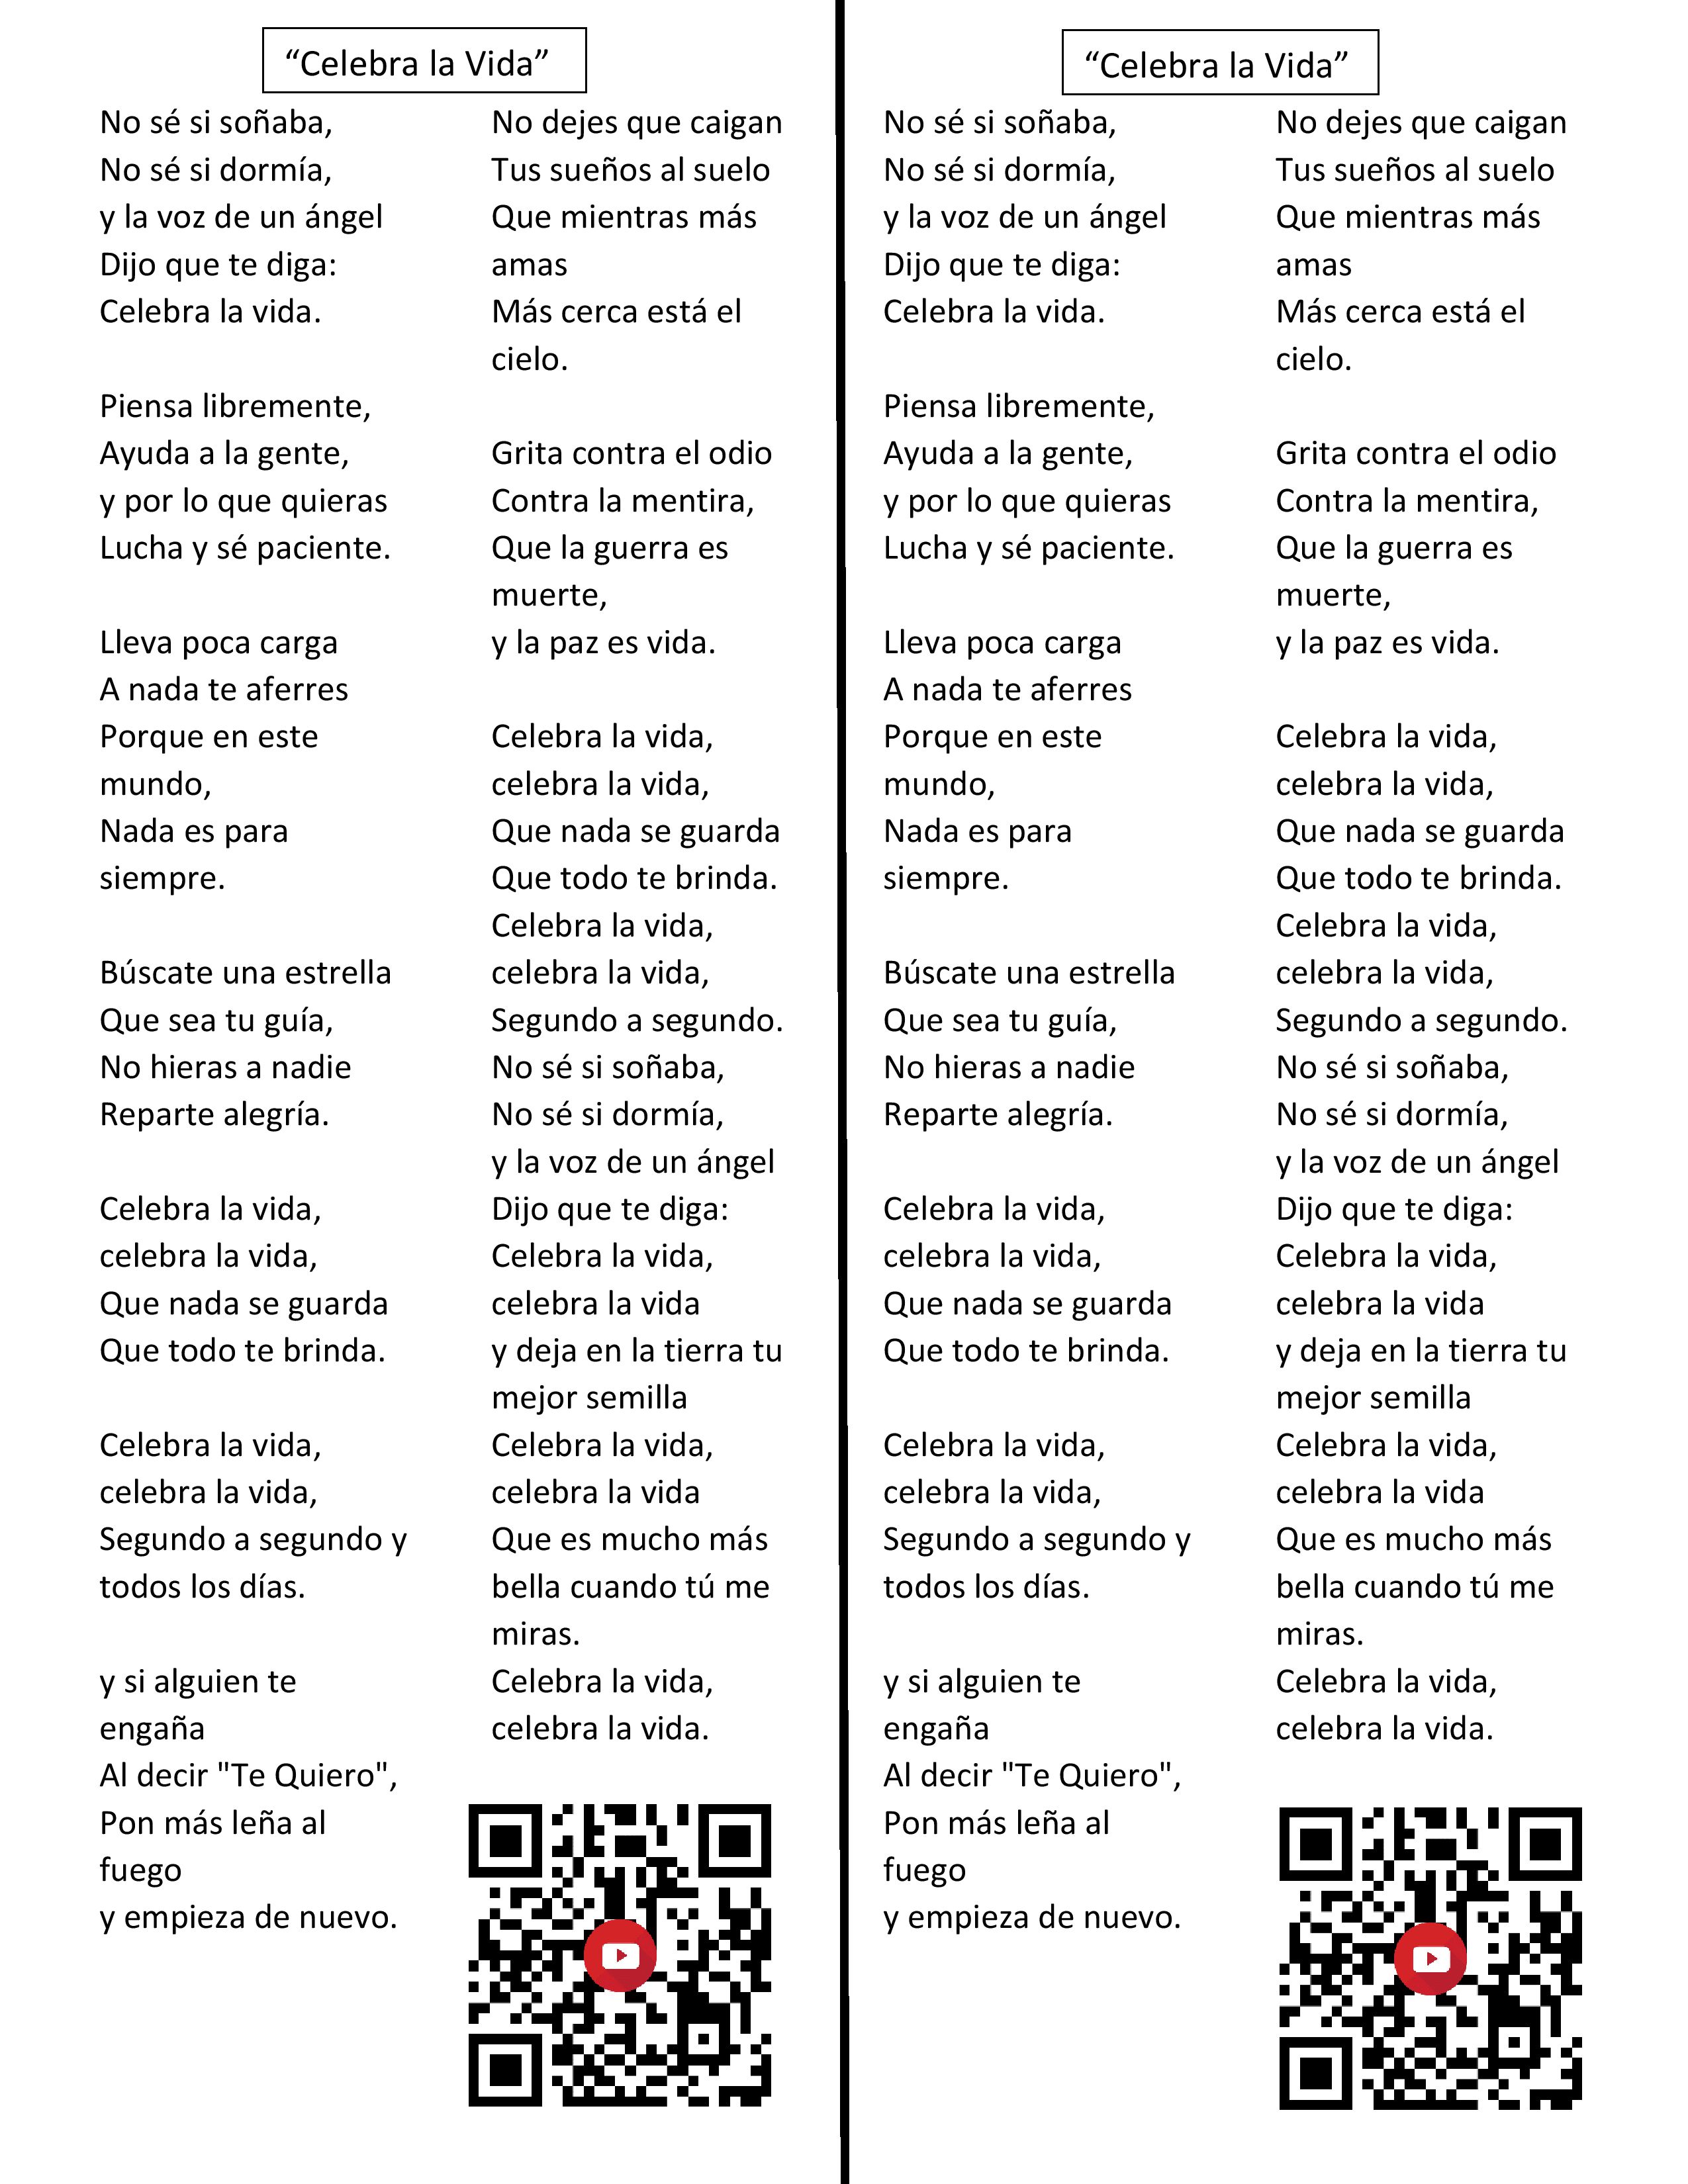 “Celebra la Vida”
No sé si soñaba,
No sé si dormía,
y la voz de un ángel
Dijo que te diga:
Celebra la vida.
Piensa libremente,
Ayuda a la gente,
y por lo que quieras
Lucha y sé paciente.
Lleva poca carga
A nada te aferres
Porque en este
mundo,
Nada es para
siempre.
Búscate una estrella
Que sea tu guía,
No hieras a nadie
Reparte alegría.
Celebra la vida,
celebra la vida,
Que nada se guarda
Que todo te brinda.
Celebra la vida,
celebra la vida,
Segundo a segundo y
todos los días.
y si alguien te
engaña
Al decir "Te Quiero",
Pon más leña al
fuego
y empieza de nuevo.
No dejes que caigan
Tus sueños al suelo
Que mientras más
amas
Más cerca está el
cielo.
Grita contra el odio
Contra la mentira,
Que la guerra es
muerte,
y la paz es vida.
Celebra la vida,
celebra la vida,
Que nada se guarda
Que todo te brinda.
Celebra la vida,
celebra la vida,
Segundo a segundo.
No sé si soñaba,
No sé si dormía,
y la voz de un ángel
Dijo que te diga:
Celebra la vida,
celebra la vida
y deja en la tierra tu
mejor semilla
Celebra la vida,
celebra la vida
Que es mucho más
bella cuando tú me
miras.
Celebra la vida,
celebra la vida.
“Celebra la Vida”
No sé si soñaba,
No sé si dormía,
y la voz de un ángel
Dijo que te diga:
Celebra la vida.
Piensa libremente,
Ayuda a la gente,
y por lo que quieras
Lucha y sé paciente.
Lleva poca carga
A nada te aferres
Porque en este
mundo,
Nada es para
siempre.
Búscate una estrella
Que sea tu guía,
No hieras a nadie
Reparte alegría.
Celebra la vida,
celebra la vida,
Que nada se guarda
Que todo te brinda.
Celebra la vida,
celebra la vida,
Segundo a segundo y
todos los días.
y si alguien te
engaña
Al decir "Te Quiero",
Pon más leña al
fuego
y empieza de nuevo.
No dejes que caigan
Tus sueños al suelo
Que mientras más
amas
Más cerca está el
cielo.
Grita contra el odio
Contra la mentira,
Que la guerra es
muerte,
y la paz es vida.
Celebra la vida,
celebra la vida,
Que nada se guarda
Que todo te brinda.
Celebra la vida,
celebra la vida,
Segundo a segundo.
No sé si soñaba,
No sé si dormía,
y la voz de un ángel
Dijo que te diga:
Celebra la vida,
celebra la vida
y deja en la tierra tu
mejor semilla
Celebra la vida,
celebra la vida
Que es mucho más
bella cuando tú me
miras.
Celebra la vida,
celebra la vida.